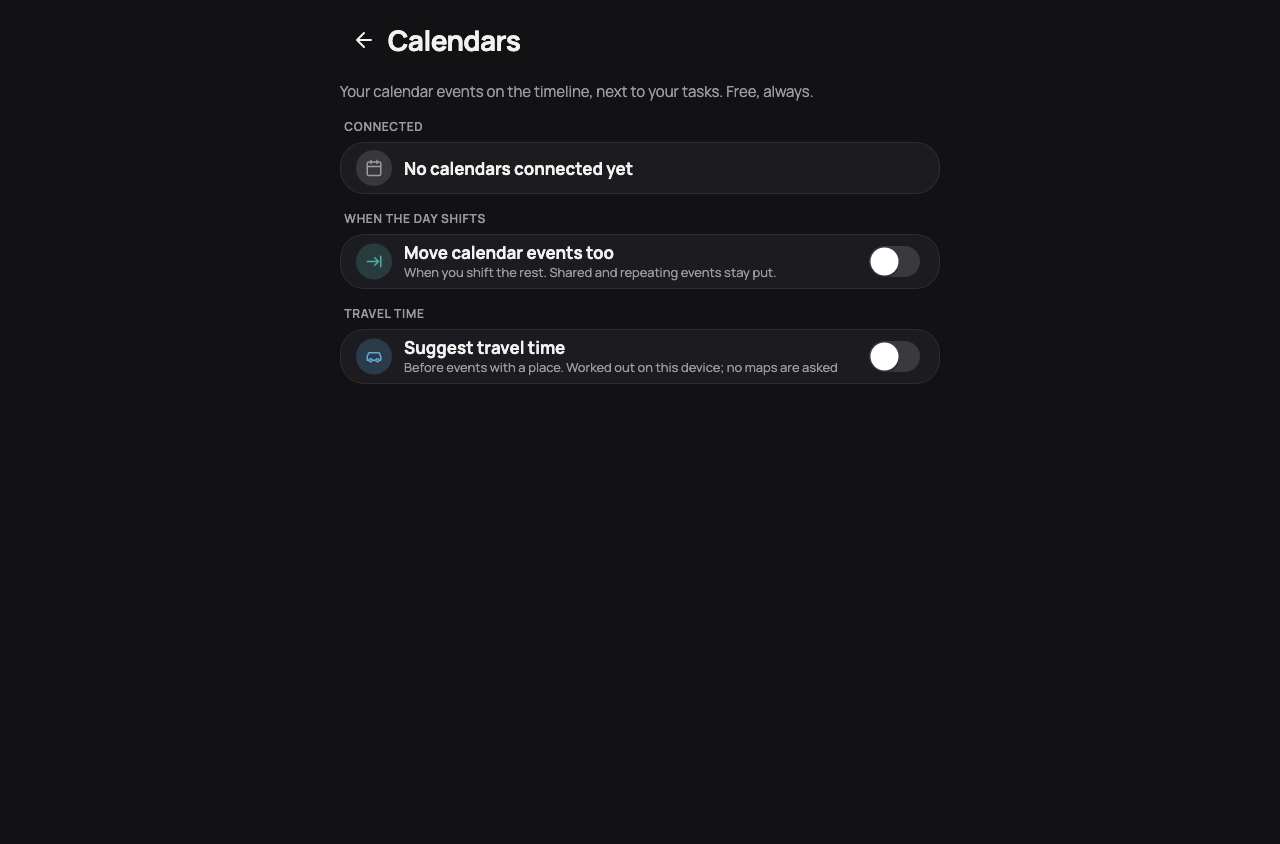 Calendars
Your calendar events on the timeline, next to your tasks. Free, always.
CONNECTED
No calendars connected yet
WHEN THE DAY SHIFTS
Move calendar events too
When you shift the rest. Shared and repeating events stay put.
TRAVEL TIME
Suggest travel time
Before events with a place. Worked out on this device; no maps are asked